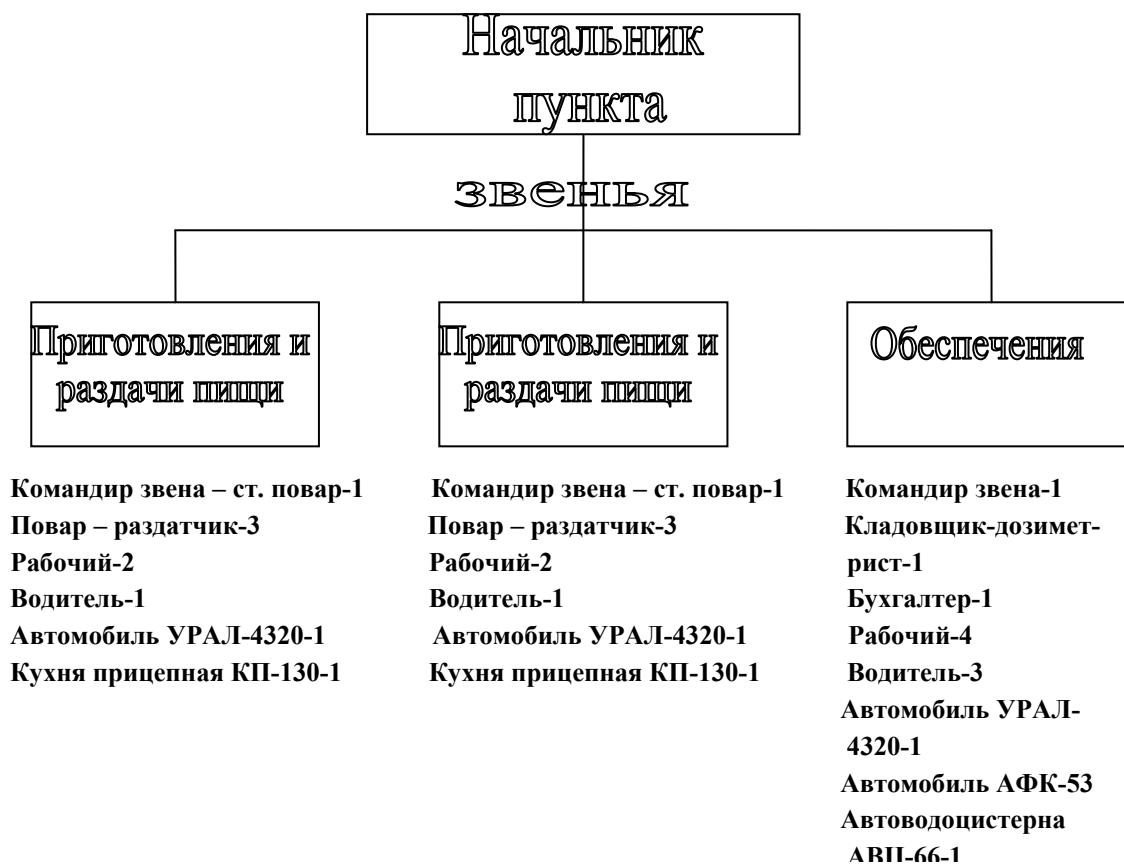 Начальник
пункта
звенья
Приготовления и
раздачи пищи
Приготовления и
раздачи пищи
Обеспечения
Командир звена – ст. повар-1
Повар – раздатчик-3
Рабочий-2
Водитель-1
Автомобиль УРАЛ-4320-1
Кухня прицепная КП-130-1
Командир звена – ст. повар-1
Повар – раздатчик-3
Рабочий-2
Водитель-1
Автомобиль УРАЛ-4320-1
Кухня прицепная КП-130-1
Командир звена-1
Кладовщик-дозимет-
рист-1
Бухгалтер-1
Рабочий-4
Водитель-3
Автомобиль УРАЛ-
4320-1
Автомобиль АФК-53
Автоводоцистерна
АВЦ-66-1